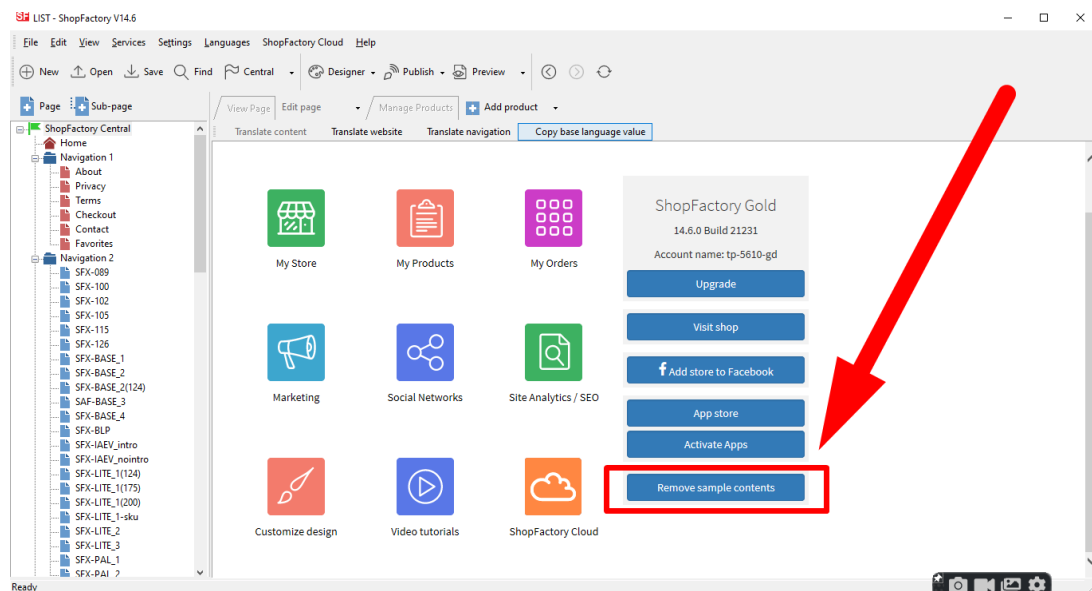 SF LIST - ShopFactory V14.6
File Edit View Services Settings Languages ShopFactory Cloud Help
New Open Save Find Central Designer Publish Preview
Page Sub-page View Page Edit page Manage Products Add product
Translate content Translate website Translate navigation Copy base language value
ShopFactory Central
Home
Navigation 1
About
Privacy
Terms
Checkout
Contact
Favorites
Navigation 2
SFX-089
SFX-100
SFX-102
SFX-105
SFX-115
SFX-126
SFX-BASE_1
SFX-BASE_2
SFX-BASE_2(124)
SAF-BASE_3
SFX-BASE_4
SFX-BLP
SFX-IAEV_intro
SFX-IAEV_nointro
SFX-LITE_1(124)
SFX-LITE_1(175)
SFX-LITE_1(200)
SFX-LITE_1-sku
SFX-LITE_2
SFX-LITE_3
SFX-PAL_1
SFX-PAL_2
My Store My Products My Orders
Marketing Social Networks Site Analytics / SEO
Customize design Video tutorials ShopFactory Cloud
ShopFactory Gold
14.6.0 Build 21231
Account name: tp-5610-gd
Upgrade
Visit shop
f Add store to Facebook
App store
Activate Apps
Remove sample contents
Ready